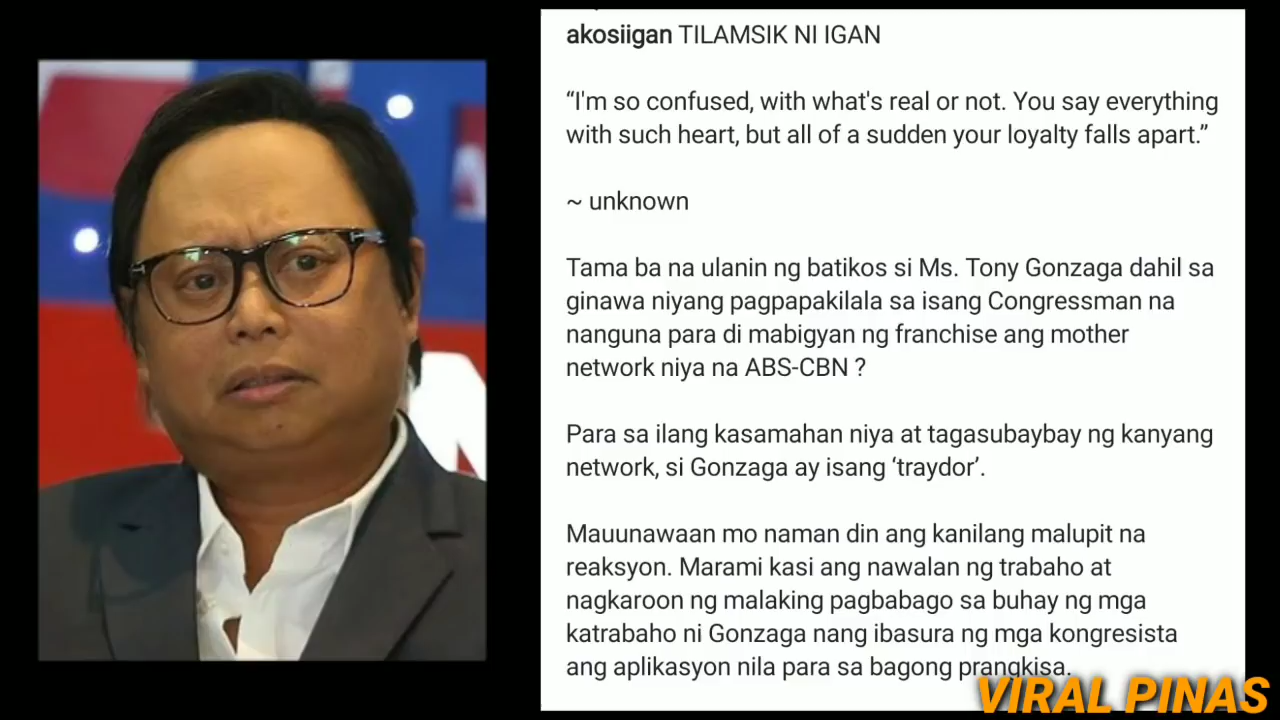 akosiigan TILAMSIK NI IGAN
“I'm so confused, with what's real or not. You say everything
with such heart, but all of a sudden your loyalty falls apart.”
~ unknown
Tama ba na ulanin ng batikos si Ms. Tony Gonzaga dahil sa
ginawa niyang pagpapakilala sa isang Congressman na
nanguna para di mabigyan ng franchise ang mother
network niya na ABS-CBN ?
Para sa ilang kasamahan niya at tagasubaybay ng kanyang
network, si Gonzaga ay isang ‘traydor’.
Mauunawaan mo naman din ang kanilang malupit na
reaksyon. Marami kasi ang nawalan ng trabaho at
nagkaroon ng malaking pagbabago sa buhay ng mga
katrabaho ni Gonzaga nang ibasura ng mga kongresista
ang aplikasyon nila para sa bagong prangkisa.
VIRAL PINAS